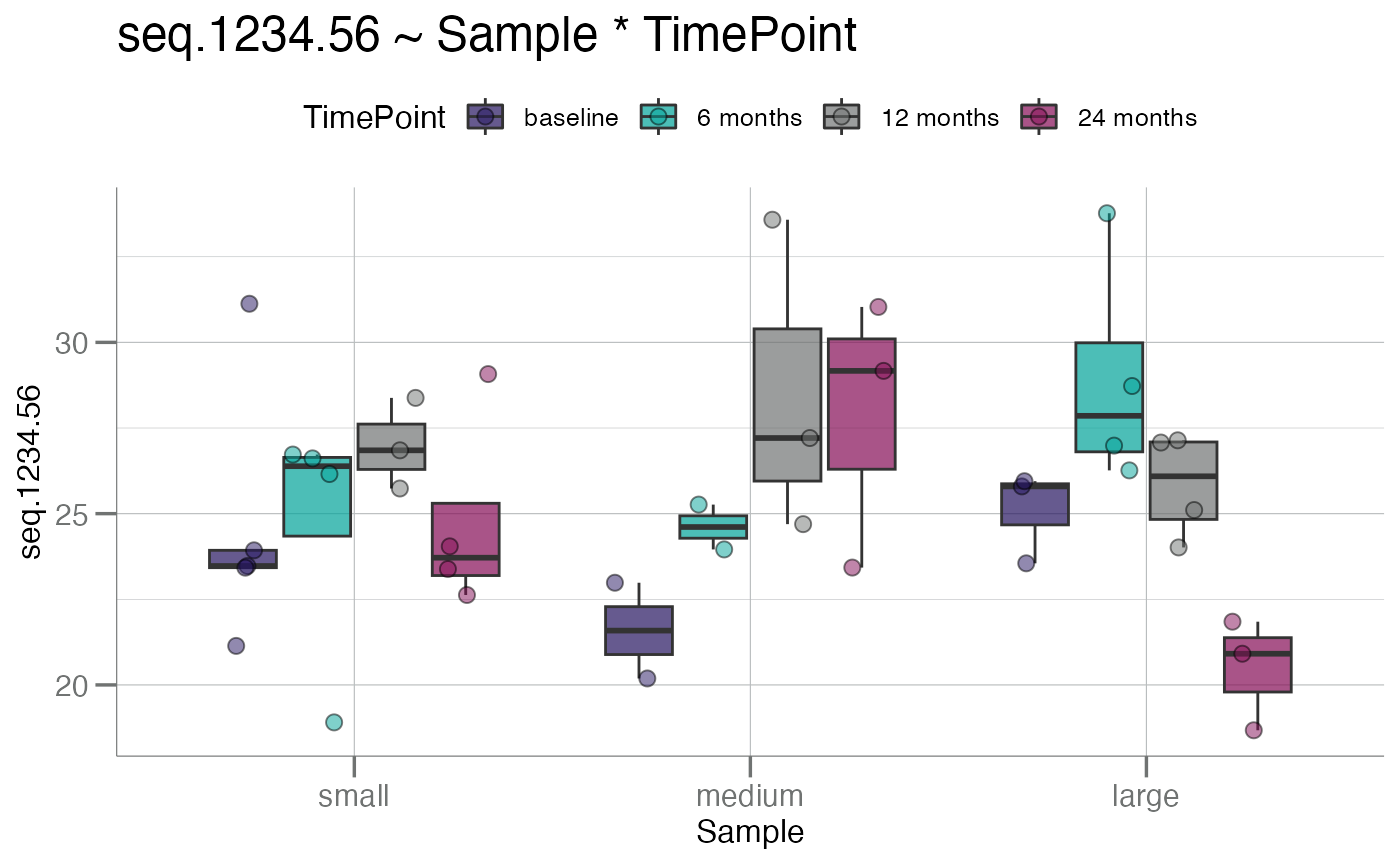 seq.1234.56 ~ Sample * TimePoint
TimePoint baseline 6 months 12 months 24 months
30
25
20
seq.1234.56
small medium large
Sample